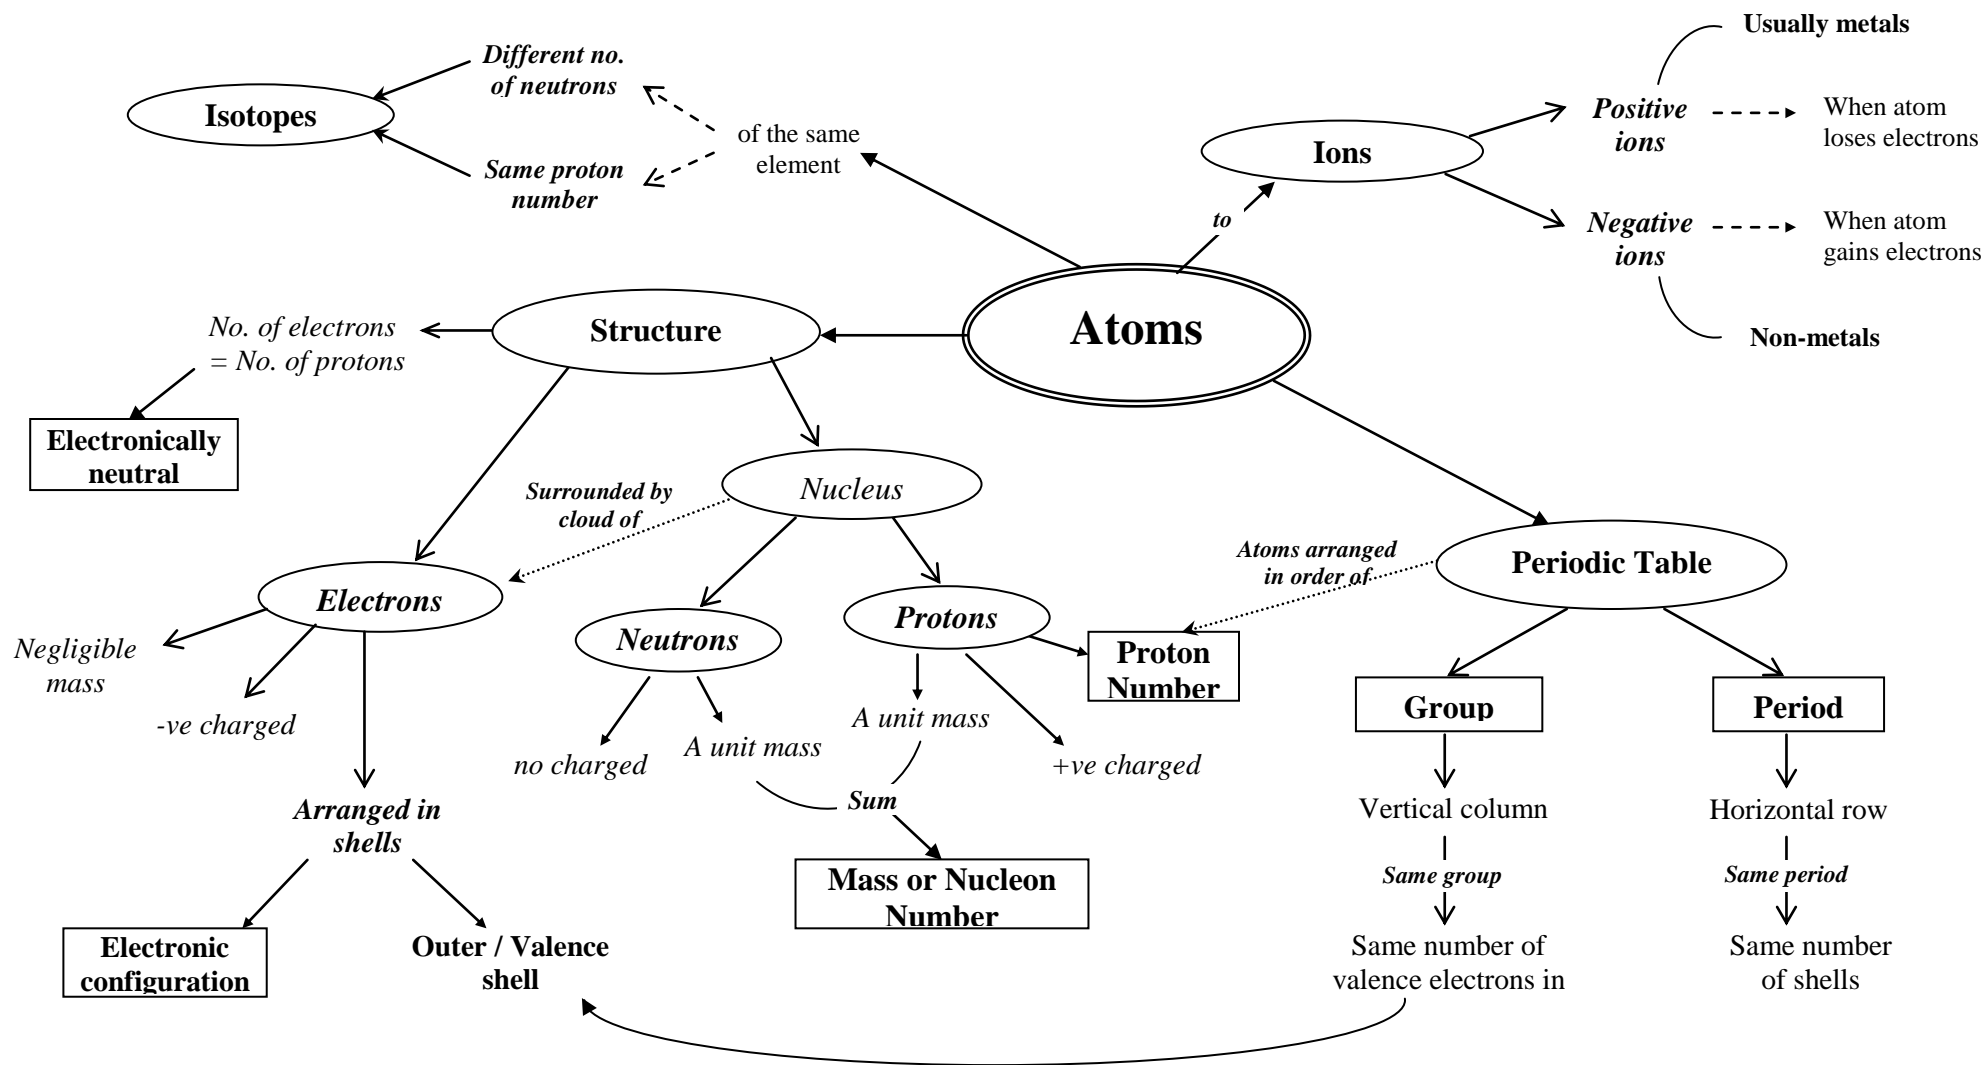 Usually metals
Different no.
of neutrons
Isotopes
of the same
element
Same proton
number
Ions
Positive
ions
When atom
loses electrons
to
Negative
ions
When atom
gains electrons
Non-metals
Atoms
Structure
No. of electrons
= No. of protons
Electronically
neutral
Nucleus
Surrounded by
cloud of
Electrons
Negligible
mass
-ve charged
Arranged in
shells
Electronic
configuration
Outer / Valence
shell
Neutrons
no charged
A unit mass
Protons
A unit mass
+ve charged
Proton
Number
Sum
Mass or Nucleon
Number
Atoms arranged
in order of
Periodic Table
Group
Vertical column
Same group
Same number of
valence electrons in
Period
Horizontal row
Same period
Same number
of shells